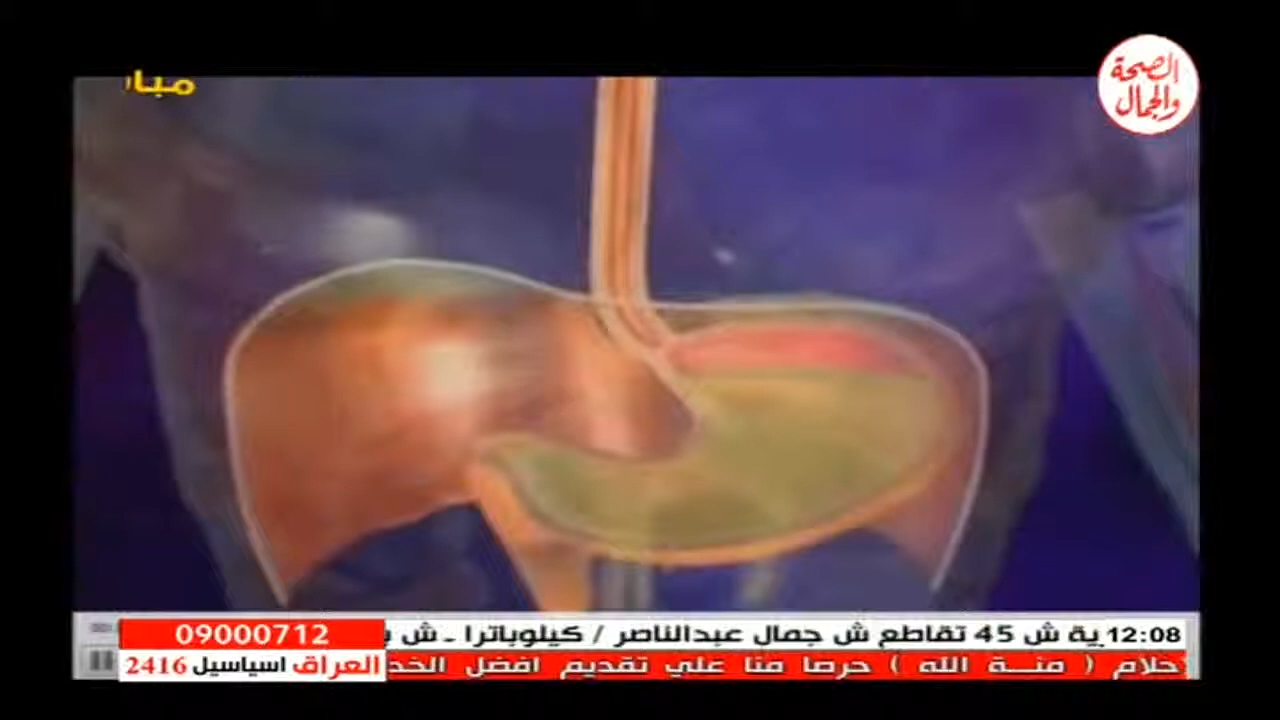 مبا
الصحة
والجمال
12:08
ية ش 45 تقاطع ش جمال عبدالناصر / كيلوباترا - ش
09000712
حلام ( منـــة الله ) حرصا منا علي تقديم افضل الخد
العراق اسياسيل 2416